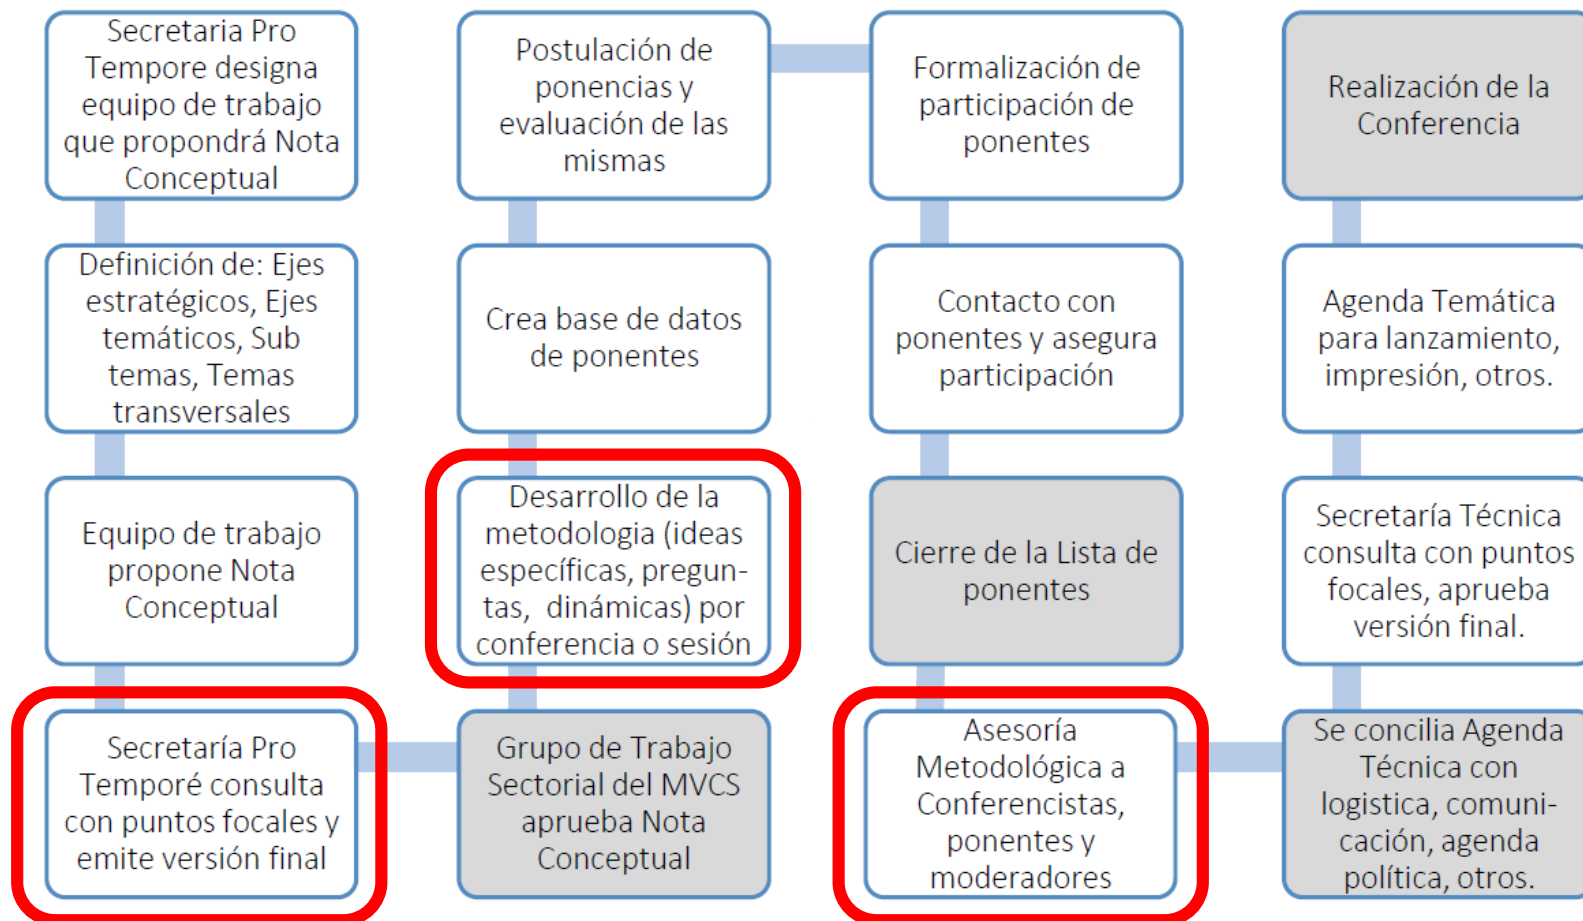 Secretaria Pro
Tempore designa
equipo de trabajo
que propondrá Nota
Conceptual
Definición de: Ejes
estratégicos, Ejes
temáticos, Sub
temas, Temas
transversales
Equipo de trabajo
propone Nota
Conceptual
Secretaría Pro
Temporé consulta
con puntos focales y
emite versión final
Grupo de Trabajo
Sectorial del MVCS
aprueba Nota
Conceptual
Desarrollo de la
metodologia (ideas
específicas, pregun-
tas, dinámicas) por
conferencia o sesión
Crea base de datos
de ponentes
Postulación de
ponencias y
evaluación de las
mismas
Formalización de
participación de
ponentes
Contacto con
ponentes y asegura
participación
Cierre de la Lista de
ponentes
Asesoría
Metodológica a
Conferencistas,
ponentes y
moderadores
Se concilia Agenda
Técnica con
logistica, comuni-
cación, agenda
política, otros.
Secretaría Técnica
consulta con puntos
focales, aprueba
versión final.
Agenda Temática
para lanzamiento,
impresión, otros.
Realización de la
Conferencia